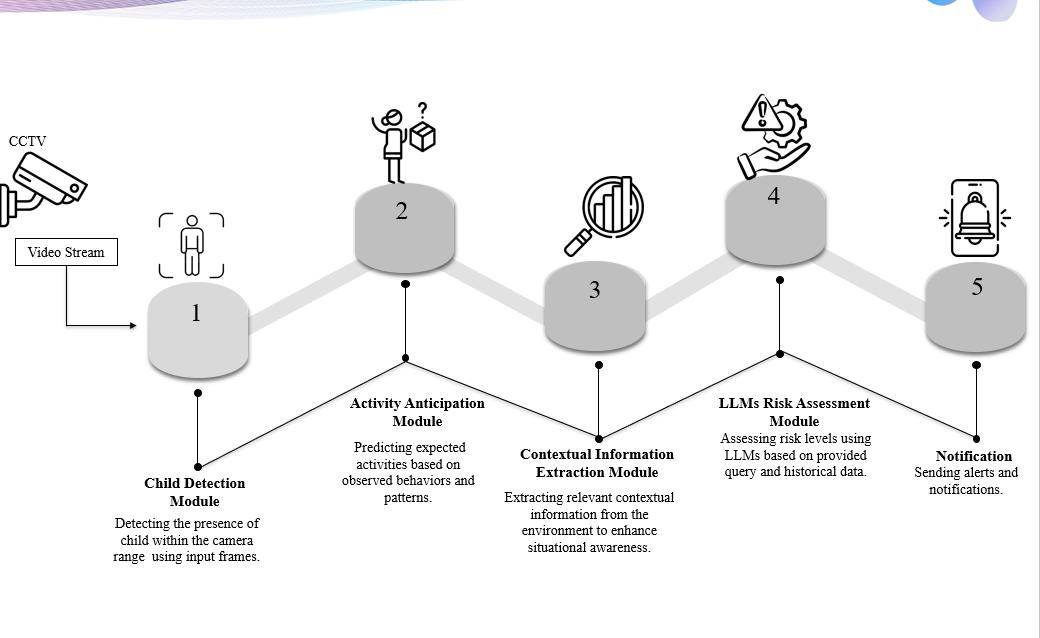 CCTV
Video Stream
1
2
3
4
5
?
Child Detection
Module
Detecting the presence of
child within the camera
range  using input frames.
Activity Anticipation
Module
Predicting expected
activities based on
observed behaviors and
patterns.
Contextual Information
Extraction Module
Extracting relevant contextual
information from the
environment to enhance
situational awareness.
LLMs Risk Assessment
Module
Assessing risk levels using
LLMs based on provided
query and historical data.
Notification
Sending alerts and
notifications.